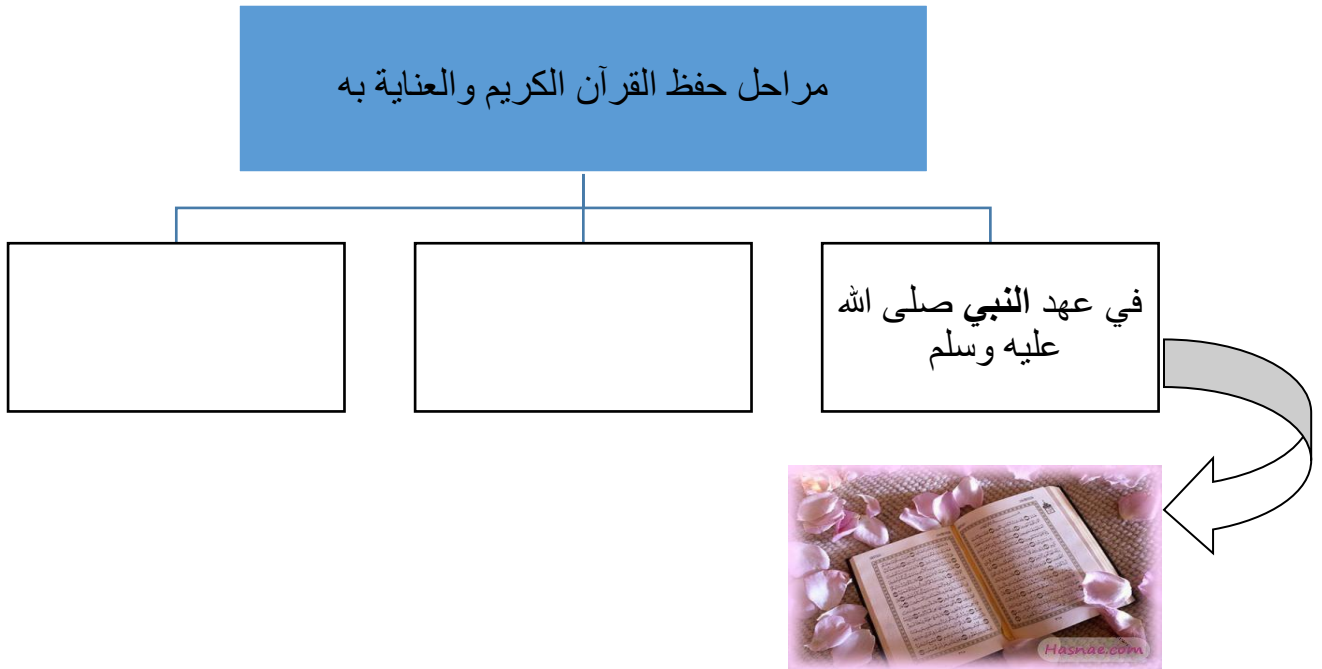 مراحل حفظ القرآن الكريم والعناية به
في عهد النبي صلى الله
عليه وسلم
Hasnae.com